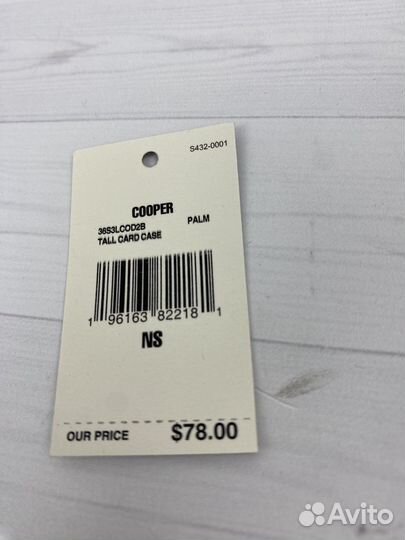 S432-0001
COOPER
36S3LCOD2B PALM
TALL CARD CASE
1 96163 82218 1
NS
OUR PRICE $78.00
Avito